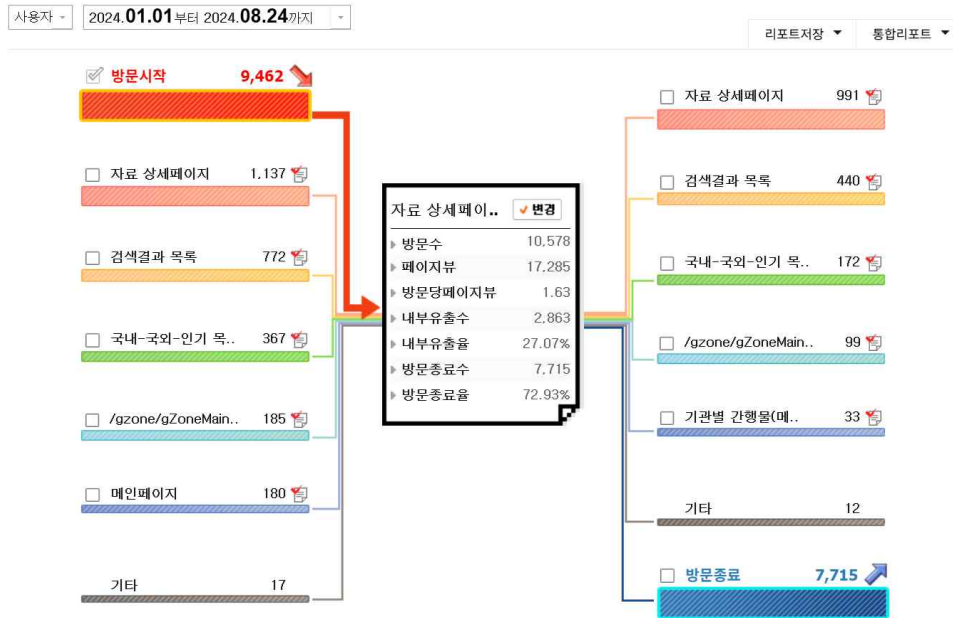 사용자
2024.01.01부터 2024.08.24까지
리포트저장
통합리포트
방문시작 9,462
자료 상세페이지 1,137
검색결과 목록 772
국내-국외-인기 목.. 367
/gzone/gZoneMain.. 185
메인페이지 180
기타 17
자료 상세페이.. 변경
방문수 10,578
페이지뷰 17,285
방문당페이지뷰 1.63
내부유출수 2,863
내부유출율 27.07%
방문종료수 7,715
방문종료율 72.93%
자료 상세페이지 991
검색결과 목록 440
국내-국외-인기 목.. 172
/gzone/gZoneMain.. 99
기관별 간행물(메.. 33
기타 12
방문종료 7,715